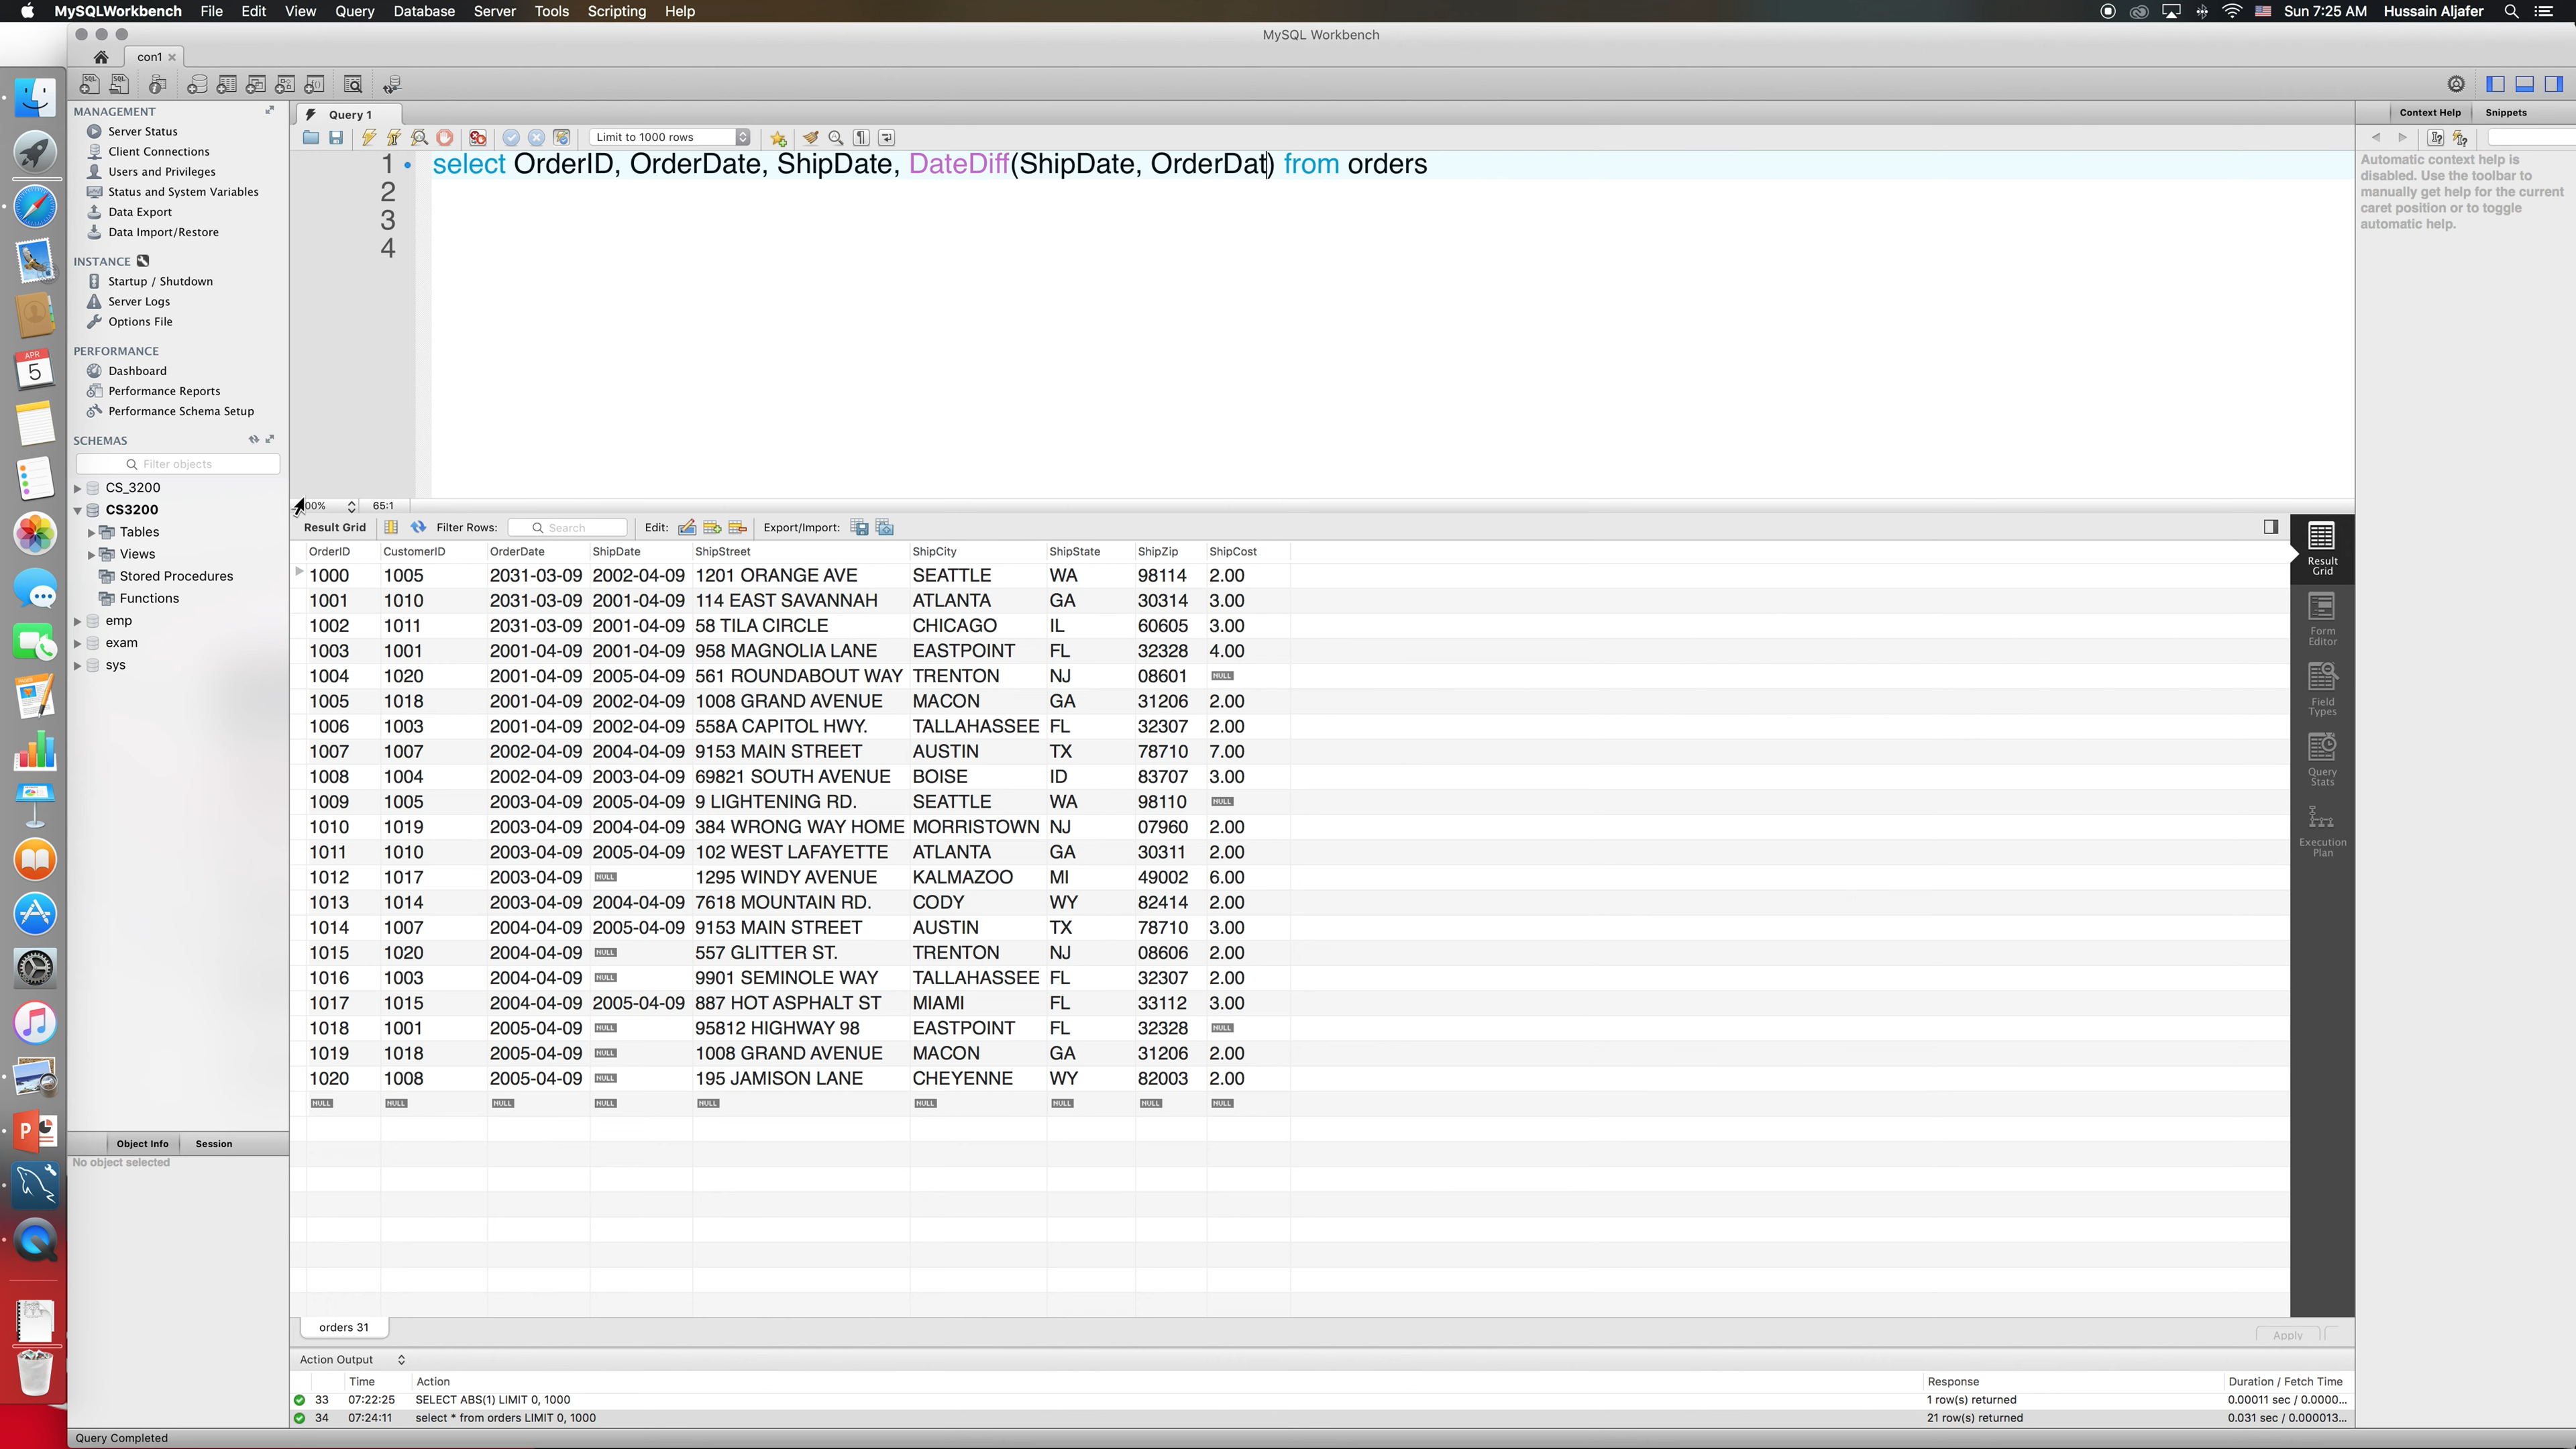 MySQLWorkbench File Edit View Query Database Server Tools Scripting Help Sun 7:25 AM Hussain Aljafer
MySQL Workbench
con1
MANAGEMENT
Server Status
Client Connections
Users and Privileges
Status and System Variables
Data Export
Data Import/Restore
INSTANCE
Startup / Shutdown
Server Logs
Options File
PERFORMANCE
Dashboard
Performance Reports
Performance Schema Setup
SCHEMAS
Filter objects
CS_3200
CS3200
Tables
Views
Stored Procedures
Functions
emp
exam
sys
Object Info Session
No object selected
Query 1
Limit to 1000 rows
1 select OrderID, OrderDate, ShipDate, DateDiff(ShipDate, OrderDat) from orders
2
3
4
00% 65:1
Result Grid Filter Rows: Search Edit: Export/Import:
OrderID CustomerID OrderDate ShipDate ShipStreet ShipCity ShipState ShipZip ShipCost
1000 1005 2031-03-09 2002-04-09 1201 ORANGE AVE SEATTLE WA 98114 2.00
1001 1010 2031-03-09 2001-04-09 114 EAST SAVANNAH ATLANTA GA 30314 3.00
1002 1011 2031-03-09 2001-04-09 58 TILA CIRCLE CHICAGO IL 60605 3.00
1003 1001 2001-04-09 2001-04-09 958 MAGNOLIA LANE EASTPOINT FL 32328 4.00
1004 1020 2001-04-09 2005-04-09 561 ROUNDABOUT WAY TRENTON NJ 08601 NULL
1005 1018 2001-04-09 2002-04-09 1008 GRAND AVENUE MACON GA 31206 2.00
1006 1003 2001-04-09 2002-04-09 558A CAPITOL HWY. TALLAHASSEE FL 32307 2.00
1007 1007 2002-04-09 2004-04-09 9153 MAIN STREET AUSTIN TX 78710 7.00
1008 1004 2002-04-09 2003-04-09 69821 SOUTH AVENUE BOISE ID 83707 3.00
1009 1005 2003-04-09 2005-04-09 9 LIGHTENING RD. SEATTLE WA 98110 NULL
1010 1019 2003-04-09 2004-04-09 384 WRONG WAY HOME MORRISTOWN NJ 07960 2.00
1011 1010 2003-04-09 2005-04-09 102 WEST LAFAYETTE ATLANTA GA 30311 2.00
1012 1017 2003-04-09 NULL 1295 WINDY AVENUE KALMAZOO MI 49002 6.00
1013 1014 2003-04-09 2004-04-09 7618 MOUNTAIN RD. CODY WY 82414 2.00
1014 1007 2004-04-09 2005-04-09 9153 MAIN STREET AUSTIN TX 78710 3.00
1015 1020 2004-04-09 NULL 557 GLITTER ST. TRENTON NJ 08606 2.00
1016 1003 2004-04-09 NULL 9901 SEMINOLE WAY TALLAHASSEE FL 32307 2.00
1017 1015 2004-04-09 2005-04-09 887 HOT ASPHALT ST MIAMI FL 33112 3.00
1018 1001 2005-04-09 NULL 95812 HIGHWAY 98 EASTPOINT FL 32328 NULL
1019 1018 2005-04-09 NULL 1008 GRAND AVENUE MACON GA 31206 2.00
1020 1008 2005-04-09 NULL 195 JAMISON LANE CHEYENNE WY 82003 2.00
NULL NULL NULL NULL NULL NULL NULL NULL NULL
Result
Grid
Form
Editor
Field
Types
Query
Stats
Execution
Plan
orders 31 Apply
Action Output
Time Action Response Duration / Fetch Time
33 07:22:25 SELECT ABS(1) LIMIT 0, 1000 1 row(s) returned 0.00011 sec / 0.0000...
34 07:24:11 select * from orders LIMIT 0, 1000 21 row(s) returned 0.031 sec / 0.000013...
Query Completed
Context Help Snippets
Automatic context help is
disabled. Use the toolbar to
manually get help for the current
caret position or to toggle
automatic help.
APR
5